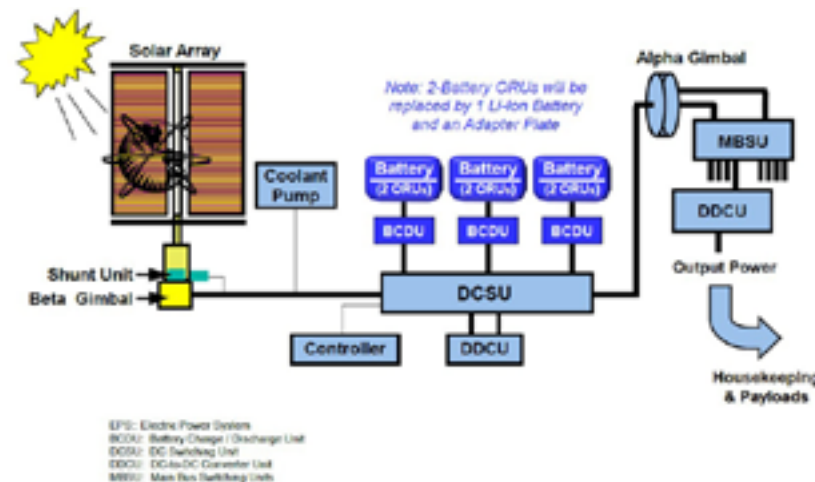 Solar Array
Alpha Gimbal
Note: 2-Battery ORUs will be
replaced by 1 Li-Ion Battery
and an Adapter Plate
MBSU
Battery
(2 ORUs)
Battery
(2 ORUs)
Battery
(2 ORUs)
Coolant
Pump
BCDU
BCDU
BCDU
DDCU
Shunt Unit
Beta Gimbal
DCSU
Output Power
Controller
DDCU
Housekeeping
& Payloads
EPS: Electric Power System
BCDU: Battery Charge / Discharge Unit
DCSU: DC Switching Unit
DDCU: DC-to-DC Converter Unit
MBSU: Main Bus Switching Units